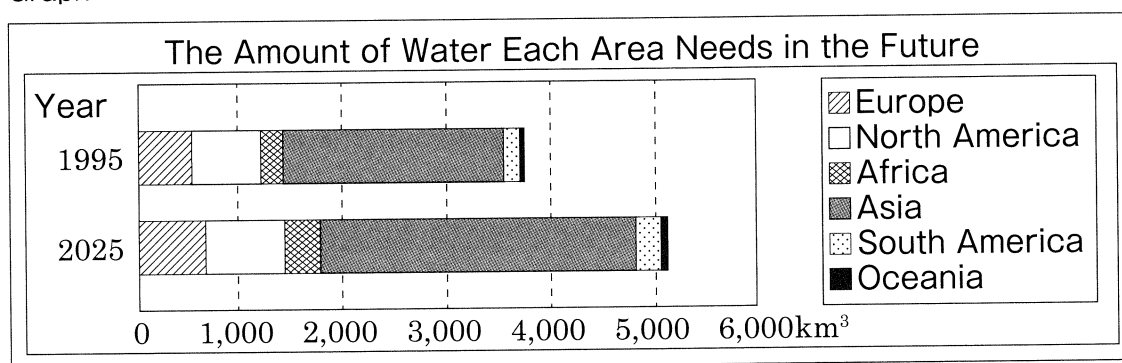 The Amount of Water Each Area Needs in the Future
Year
1995
2025
0 1,000 2,000 3,000 4,000 5,000 6,000km³
Europe
North America
Africa
Asia
South America
Oceania